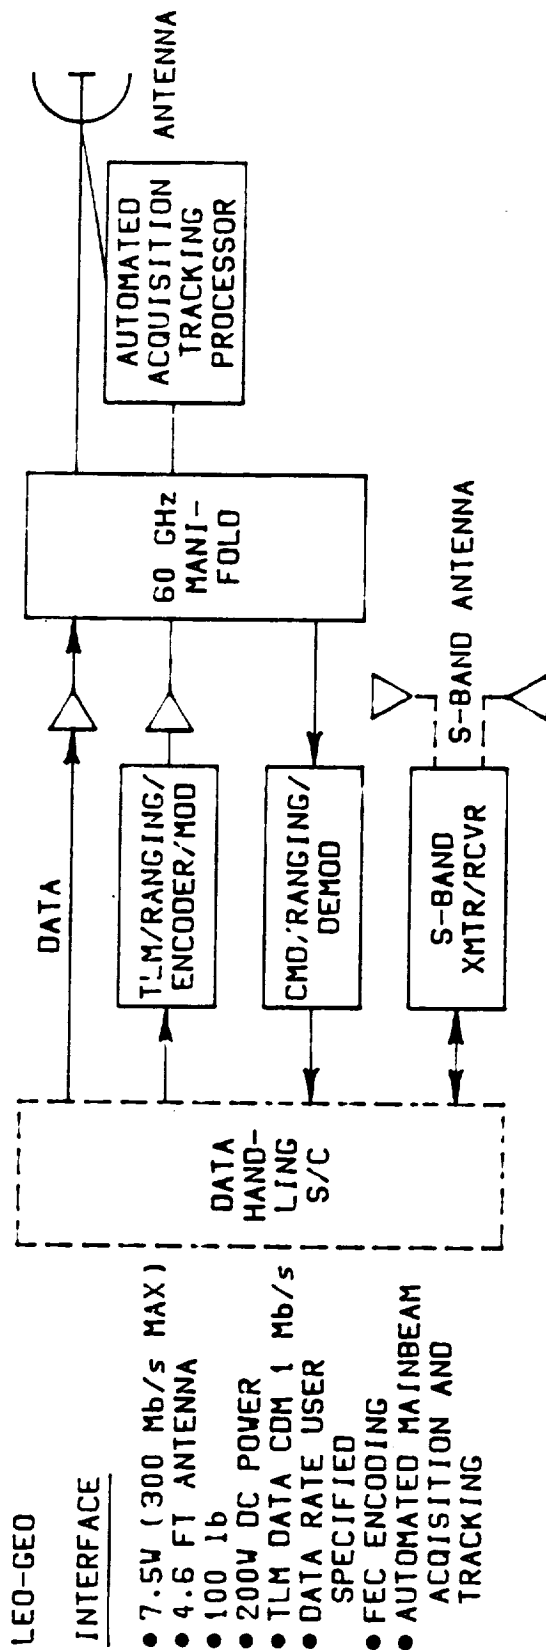 LEO-GEO
INTERFACE
● 7.5W (300 Mb/s MAX)
● 4.6 FT ANTENNA
● 100 lb
● 200W DC POWER
● TLM DATA CDM 1 Mb/s
● DATA RATE USER
SPECIFIED
● FEC ENCODING
● AUTOMATED MAINBEAM
ACQISITION AND
TRACKING
DATA
HAND-
LING
S/C
DATA
TLM/RANGING/
ENCODER/MOD
CMD/RANGING/
DEMOD
S-BAND
XMTR/RCVR
60 GHz
MANI-
FOLD
S-BAND ANTENNA
AUTOMATED
ACQUISITION
TRACKING
PROCESSOR
ANTENNA